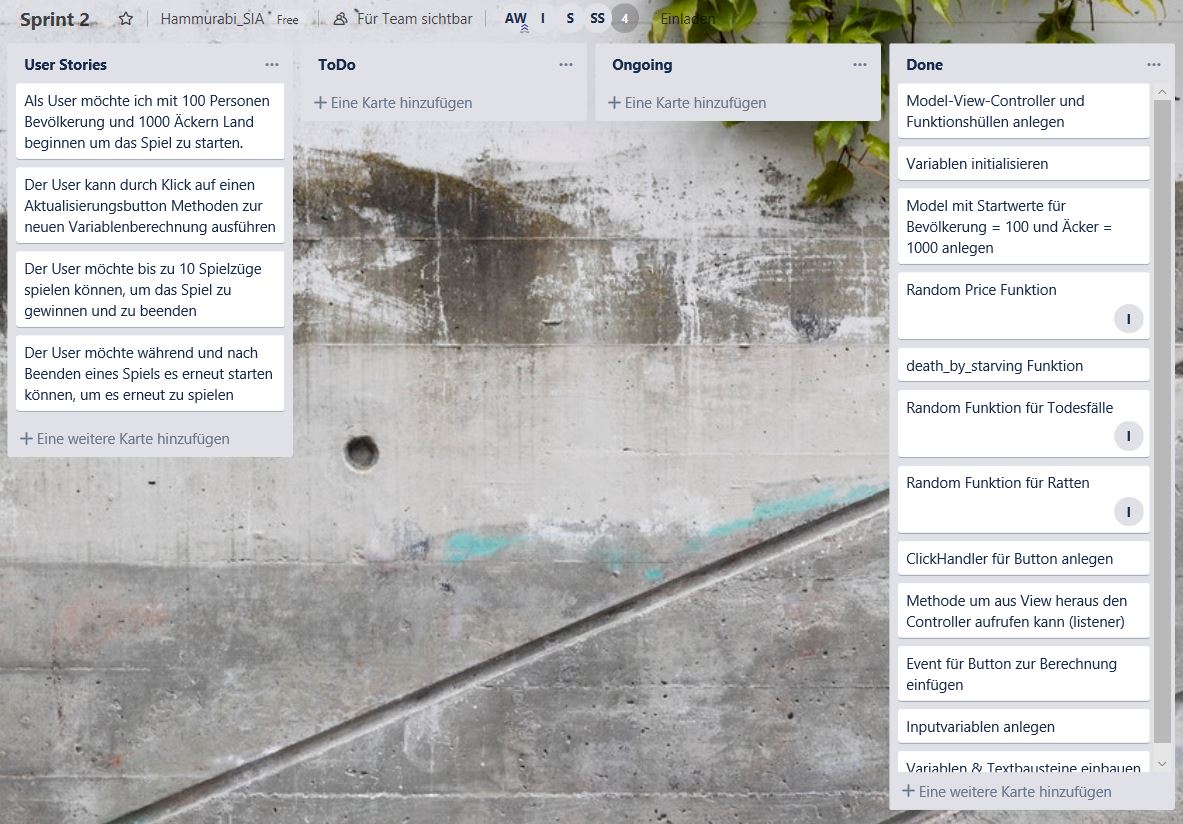 Sprint 2 Hammurabi_SIA Free Für Team sichtbar AW I S SS 4 Einladen
User Stories
Als User möchte ich mit 100 Personen
Bevölkerung und 1000 Äckern Land
beginnen um das Spiel zu starten.
Der User kann durch Klick auf einen
Aktualisierungsbutton Methoden zur
neuen Variablenberechnung ausführen
Der User möchte bis zu 10 Spielzüge
spielen können, um das Spiel zu
gewinnen und zu beenden
Der User möchte während und nach
Beenden eines Spiels es erneut starten
können, um es erneut zu spielen
Eine weitere Karte hinzufügen
ToDo
Eine Karte hinzufügen
Ongoing
Eine Karte hinzufügen
Done
Model-View-Controller und
Funktionshüllen anlegen
Variablen initialisieren
Model mit Startwerte für
Bevölkerung = 100 und Äcker =
1000 anlegen
Random Price Funktion
I
death_by_starving Funktion
Random Funktion für Todesfälle
I
Random Funktion für Ratten
I
ClickHandler für Button anlegen
Methode um aus View heraus den
Controller aufrufen kann (listener)
Event für Button zur Berechnung
einfügen
Inputvariablen anlegen
Variablen & Textbausteine einbauen
Eine weitere Karte hinzufügen